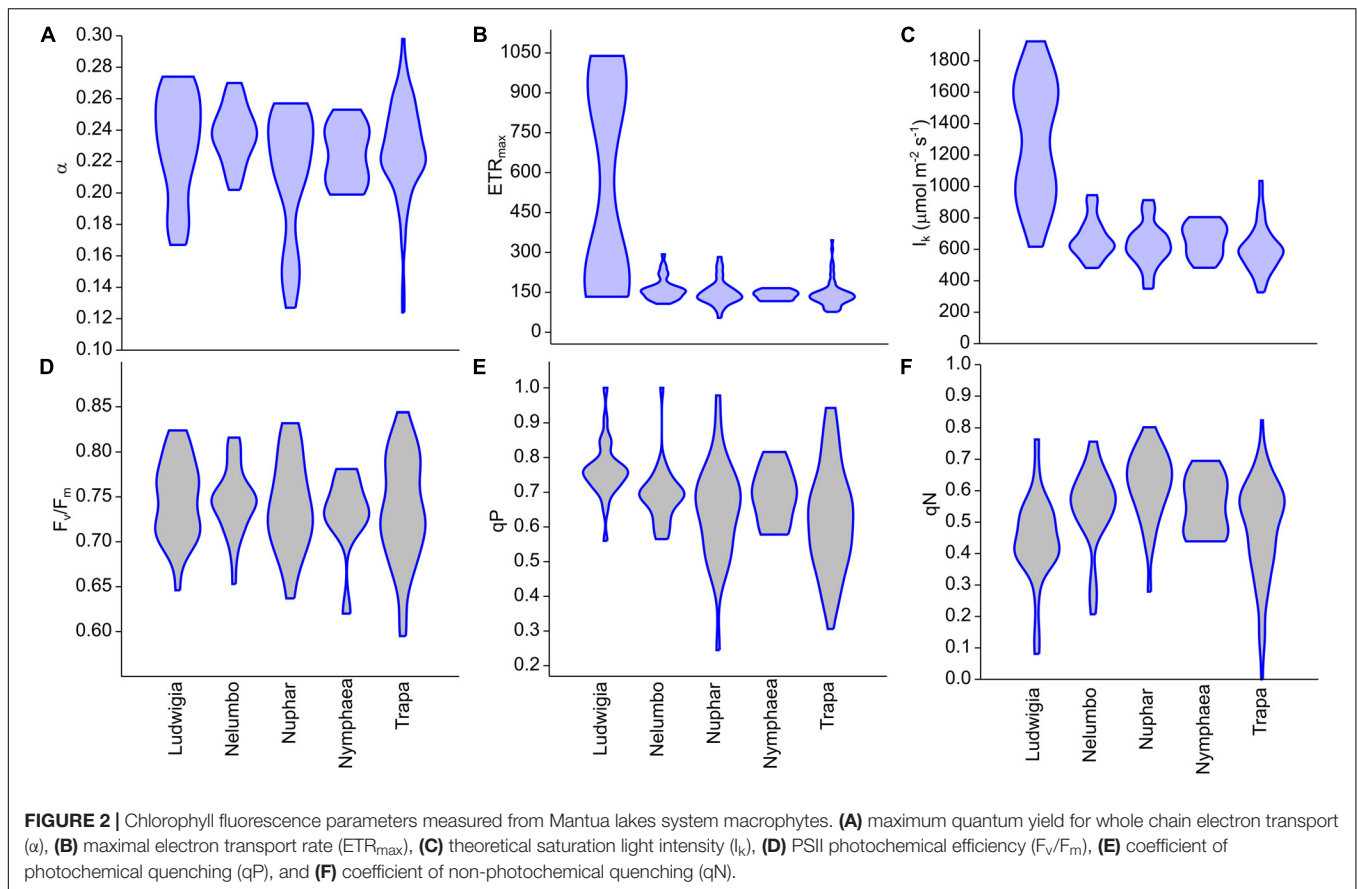 A
0.30
0.28
0.26
0.24
0.22
0.20
0.18
0.16
0.14
0.12
0.10
α
B
1050
900
750
600
450
300
150
0
ETRmax
C
1800
1600
1400
1200
1000
800
600
400
200
0
Ik (μmol m-2 s-1)
D
0.85
0.80
0.75
0.70
0.65
0.60
Fv/Fm
Ludwigia
Nelumbo
Nuphar
Nymphaea
Trapa
E
1.0
0.9
0.8
0.7
0.6
0.5
0.4
0.3
0.2
qP
Ludwigia
Nelumbo
Nuphar
Nymphaea
Trapa
F
1.0
0.9
0.8
0.7
0.6
0.5
0.4
0.3
0.2
0.1
0.0
qN
Ludwigia
Nelumbo
Nuphar
Nymphaea
Trapa
FIGURE 2 | Chlorophyll fluorescence parameters measured from Mantua lakes system macrophytes. (A) maximum quantum yield for whole chain electron transport
(α), (B) maximal electron transport rate (ETRmax), (C) theoretical saturation light intensity (Ik), (D) PSII photochemical efficiency (Fv/Fm), (E) coefficient of
photochemical quenching (qP), and (F) coefficient of non-photochemical quenching (qN).